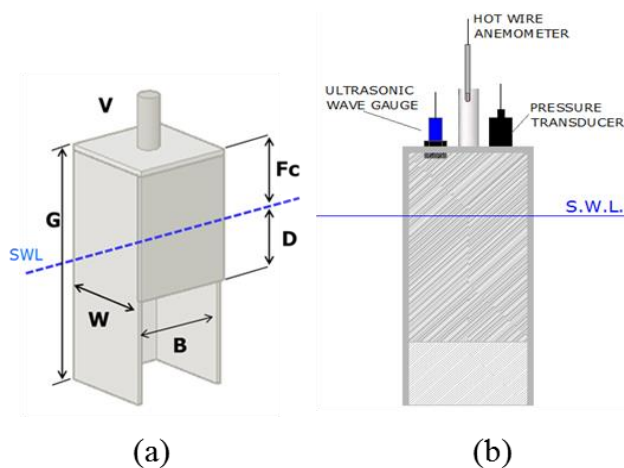 V
Fc
G
D
SWL
W
B
(a)
HOT WIRE
ANEMOMETER
ULTRASONIC
WAVE GAUGE
PRESSURE
TRANSDUCER
S.W.L.
(b)